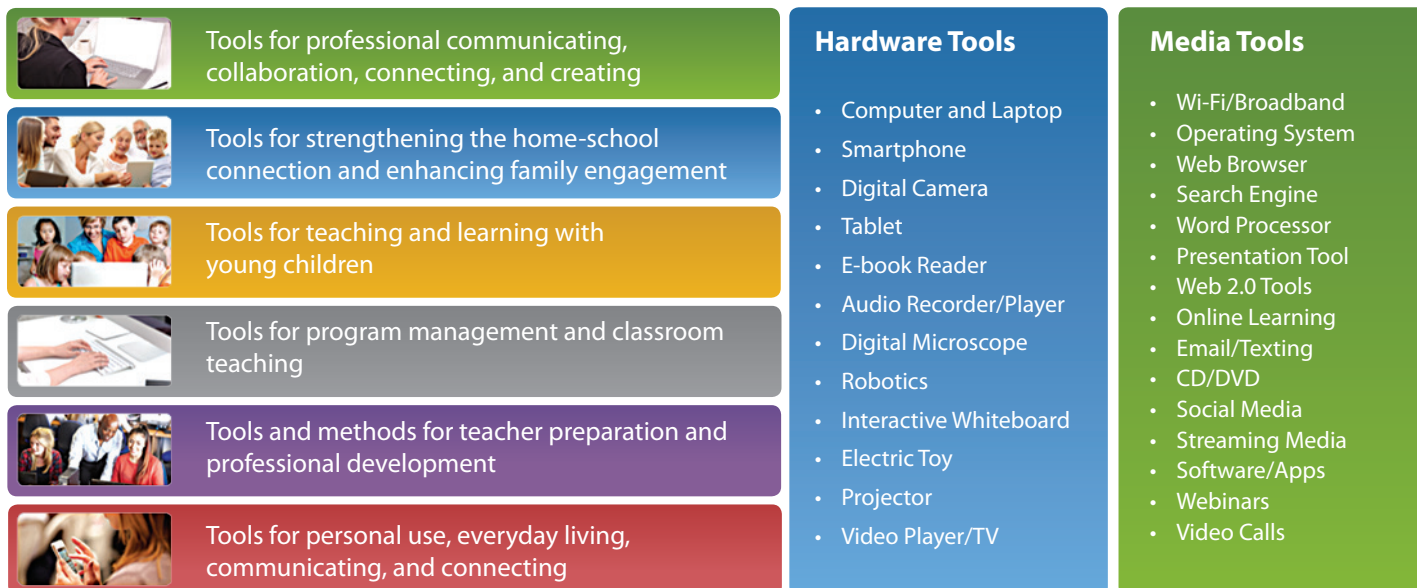 Tools for professional communicating,
collaboration, connecting, and creating
Tools for strengthening the home-school
connection and enhancing family engagement
Tools for teaching and learning with
young children
Tools for program management and classroom
teaching
Tools and methods for teacher preparation and
professional development
Tools for personal use, everyday living,
communicating, and connecting
Hardware Tools
• Computer and Laptop
• Smartphone
• Digital Camera
• Tablet
• E-book Reader
• Audio Recorder/Player
• Digital Microscope
• Robotics
• Interactive Whiteboard
• Electric Toy
• Projector
• Video Player/TV
Media Tools
• Wi-Fi/Broadband
• Operating System
• Web Browser
• Search Engine
• Word Processor
• Presentation Tool
• Web 2.0 Tools
• Online Learning
• Email/Texting
• CD/DVD
• Social Media
• Streaming Media
• Software/Apps
• Webinars
• Video Calls